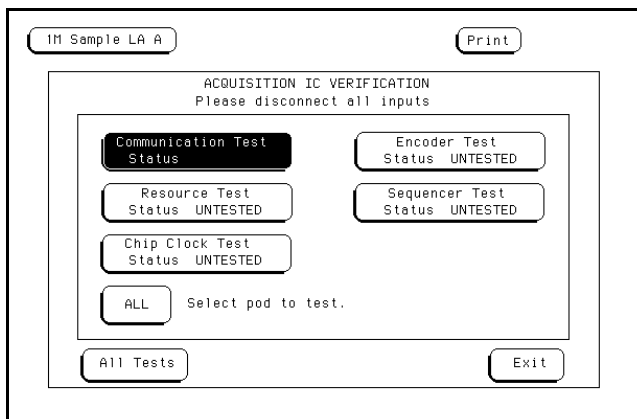 1M Sample LA A
Print
ACQUISITION IC VERIFICATION
Please disconnect all inputs
Communication Test
Status
Encoder Test
Status UNTESTED
Resource Test
Status UNTESTED
Sequencer Test
Status UNTESTED
Chip Clock Test
Status UNTESTED
ALL
Select pod to test.
All Tests
Exit